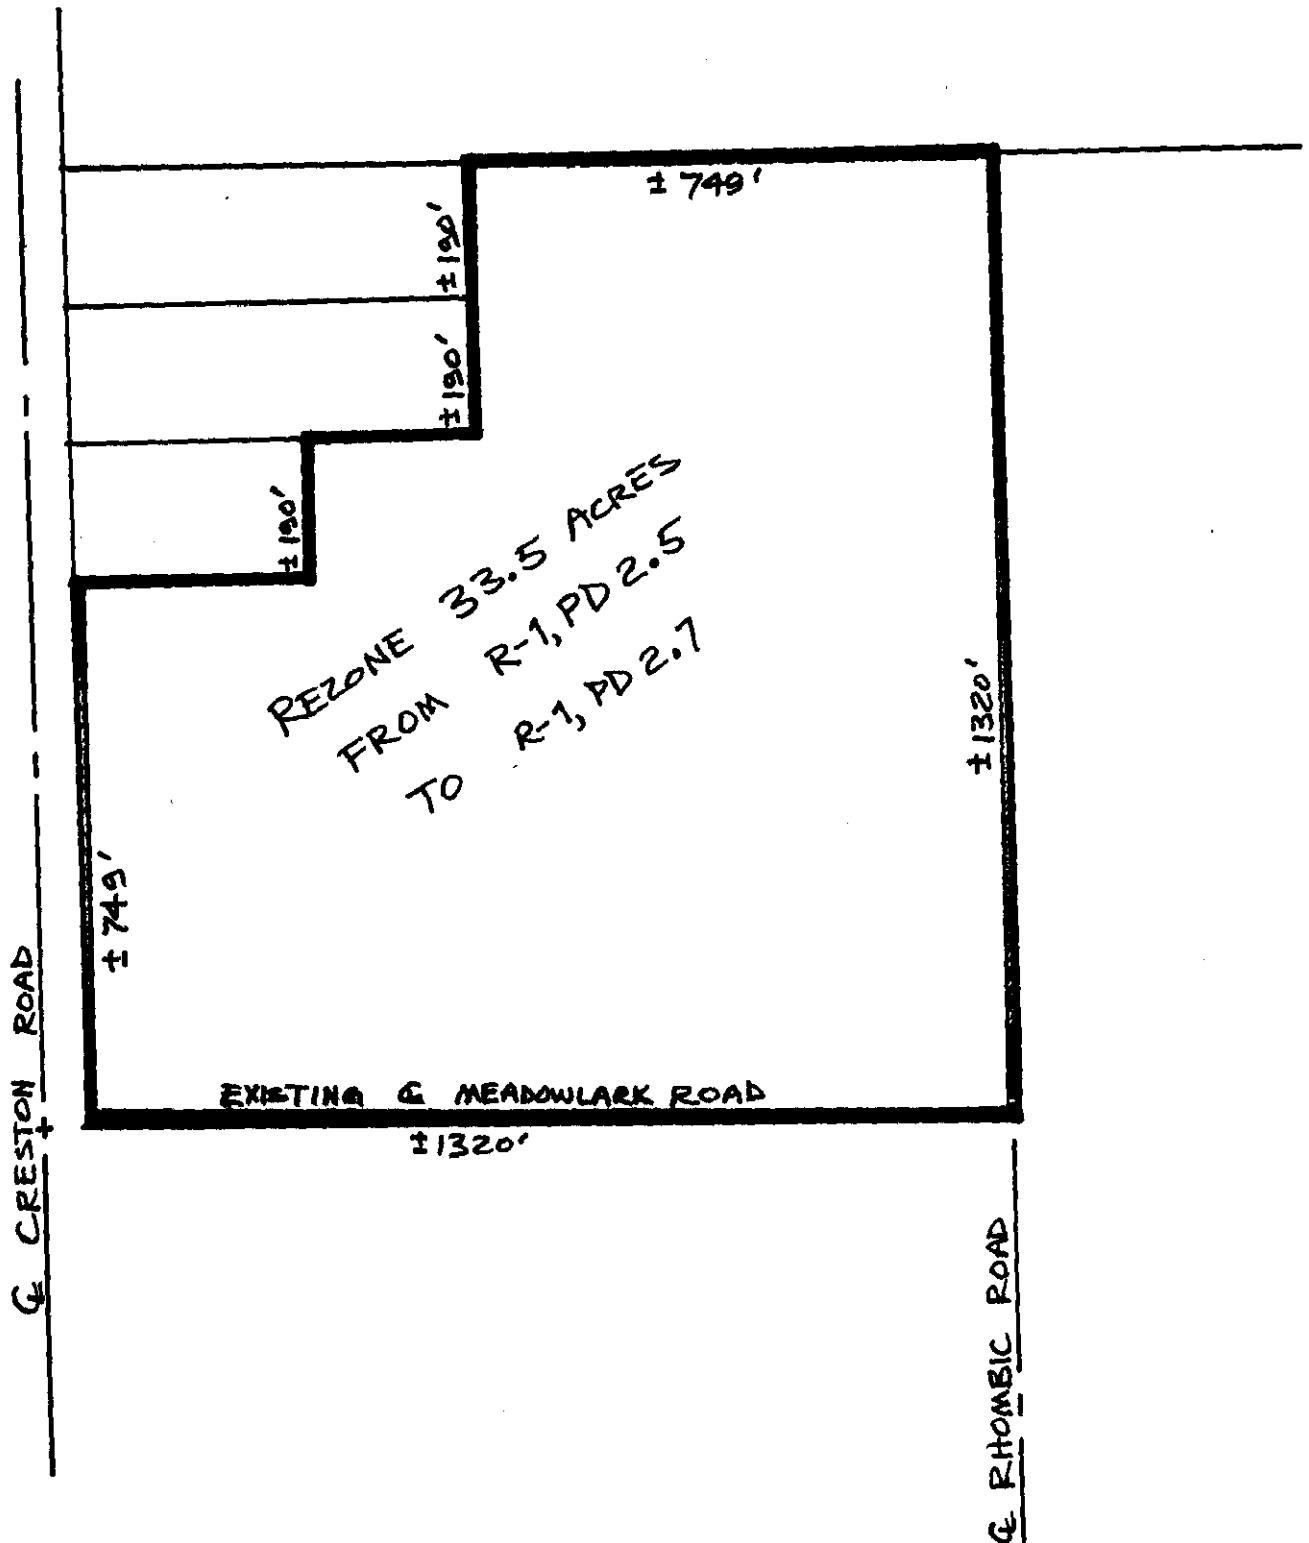 ± 749'
±190'
±190'
±190'
REZONE 33.5 ACRES
FROM R-1, PD 2.5
TO R-1, PD 2.7
±1320'
±749'
EXISTING ℄ MEADOWLARK ROAD
±1320'
℄ CRESTON ROAD
℄ RHOMBIC ROAD